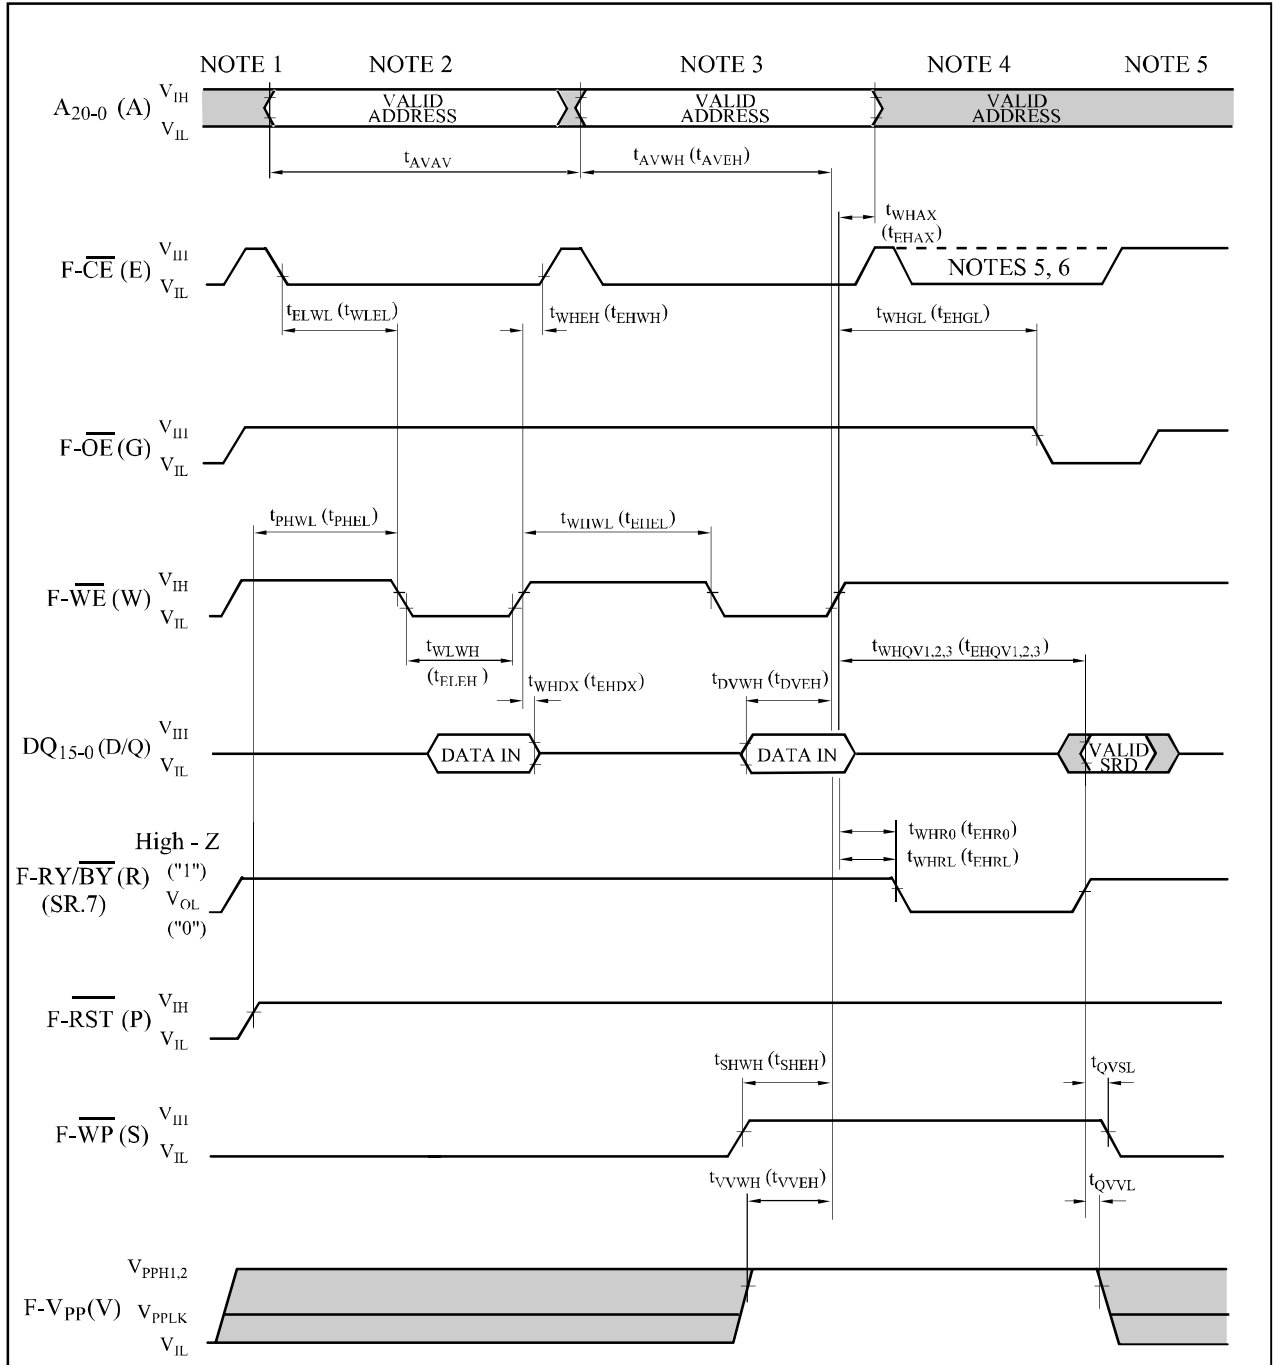 NOTE 1 NOTE 2 NOTE 3 NOTE 4 NOTE 5
A20-0 (A) VIH VIL
VALID ADDRESS VALID ADDRESS VALID ADDRESS
tAVAV tAVWH (tAVEH)
tWHAX
(tEHAX)
F-CE (E) VIH VIL
NOTES 5, 6
tELWL (tWLEL) tWHEH (tEHWH) tWHGL (tEHGL)
F-OE (G) VIH VIL
tPHWL (tPHEL) tWHWL (tEHEL)
F-WE (W) VIH VIL
tWLWH
(tELEH)
tWHDX (tEHDX) tDVWH (tDVEH) tWHQV1,2,3 (tEHQV1,2,3)
DQ15-0 (D/Q) VIH VIL
DATA IN DATA IN VALID SRD
High - Z
("1")
F-RY/BY (R)
(SR.7)
VOL
("0")
tWHR0 (tEHR0)
tWHRL (tEHRL)
F-RST (P) VIH VIL
tSHWH (tSHEH) tQVSL
F-WP (S) VIH VIL
tVVWH (tVVEH) tQVVL
VPPH1,2
F-VPP (V) VPPLK
VIL